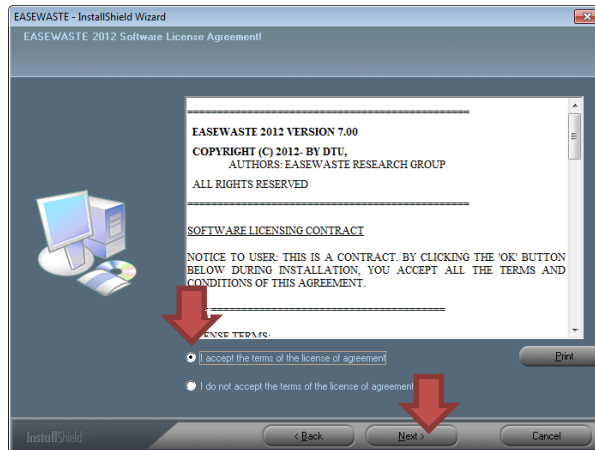 EASEWASTE - InstallShield Wizard
EASEWASTE 2012 Software License Agreement!
EASEWASTE 2012 VERSION 7.00
COPYRIGHT (C) 2012- BY DTU,
AUTHORS: EASEWASTE RESEARCH GROUP
ALL RIGHTS RESERVED
SOFTWARE LICENSING CONTRACT
NOTICE TO USER: THIS IS A CONTRACT. BY CLICKING THE 'OK' BUTTON
BELOW DURING INSTALLATION, YOU ACCEPT ALL THE TERMS AND
CONDITIONS OF THIS AGREEMENT.
TERMS:
I accept the terms of the license of agreement
Print
I do not accept the terms of the license of agreement
InstallShield
< Back
Next >
Cancel